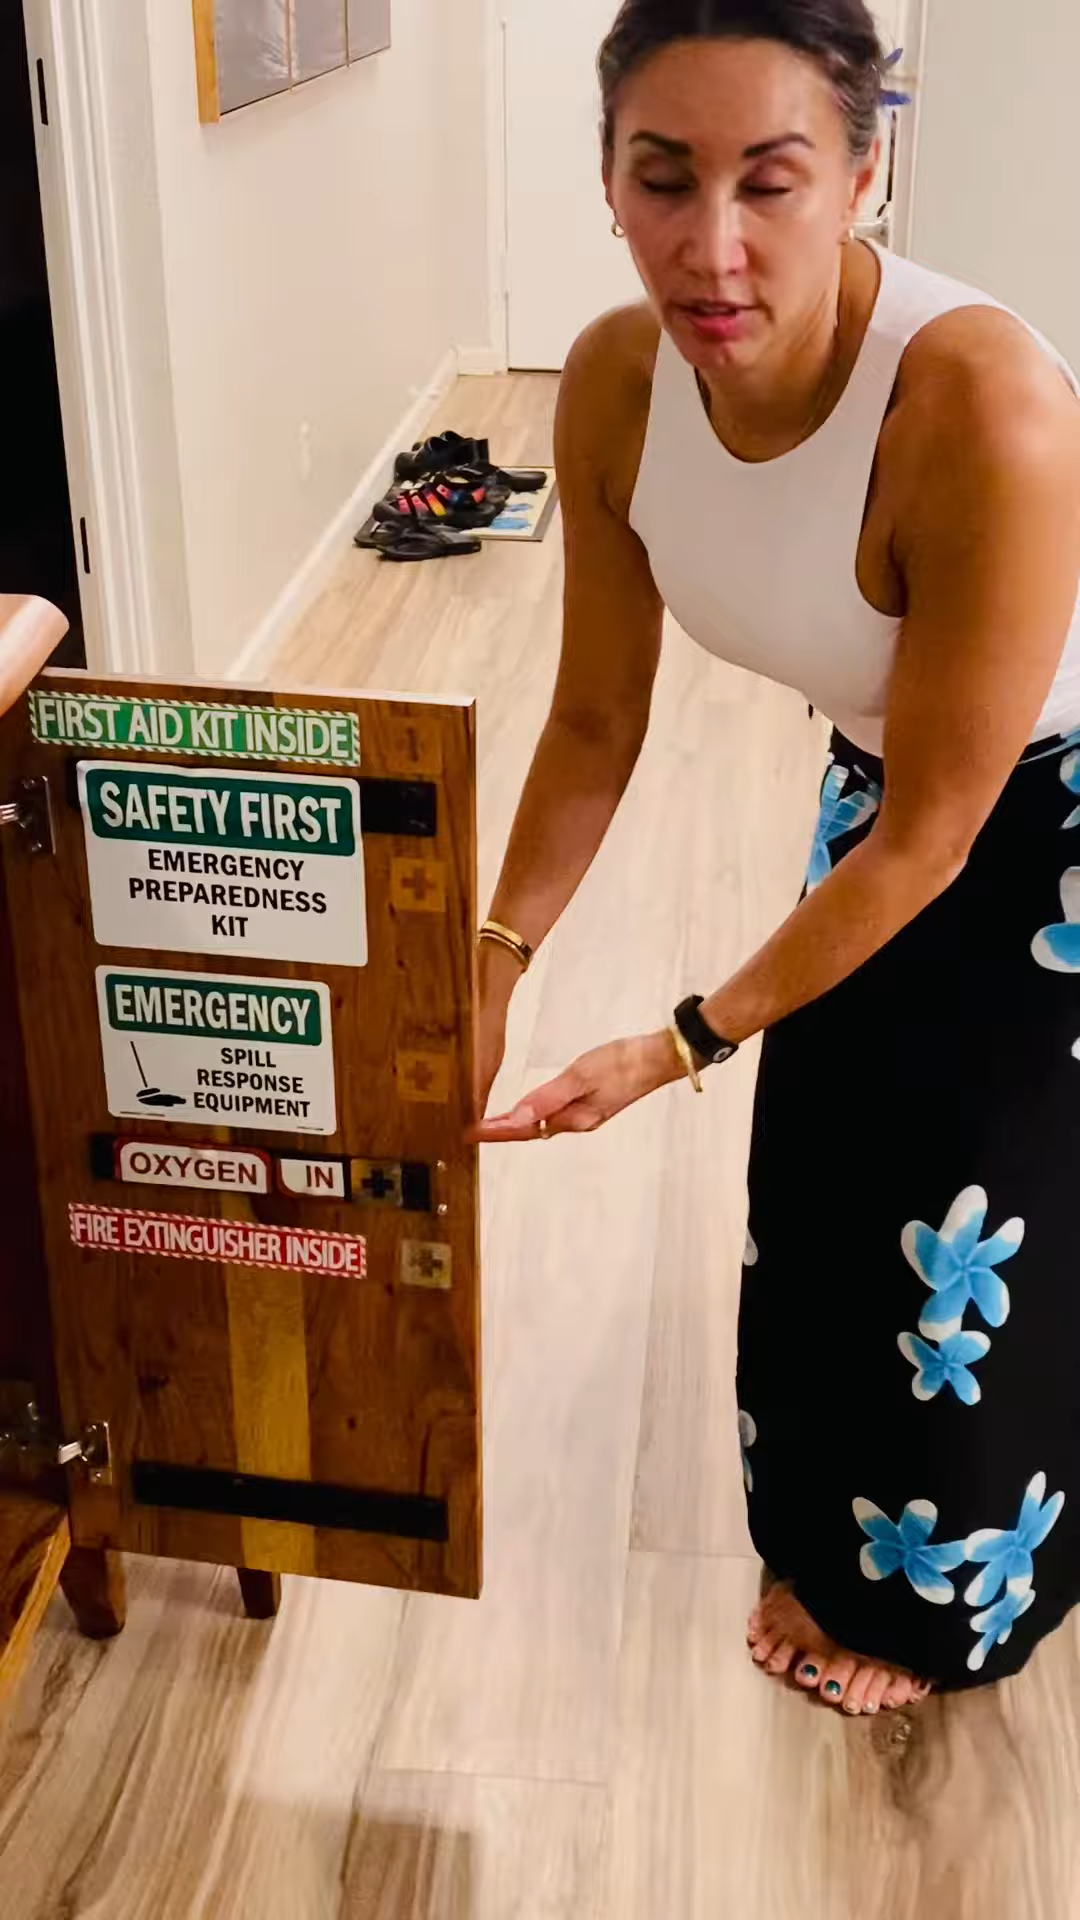 FIRST AID KIT INSIDE
SAFETY FIRST
EMERGENCY
PREPAREDNESS
KIT
EMERGENCY
SPILL
RESPONSE
EQUIPMENT
OXYGEN IN
FIRE EXTINGUISHER INSIDE